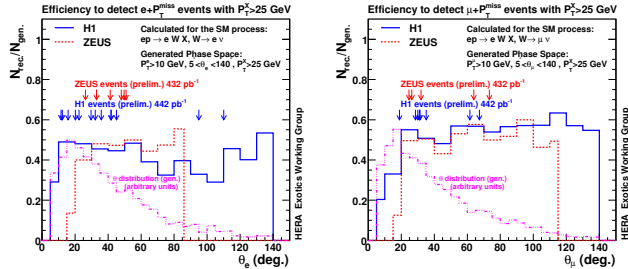 Efficiency to detect e+P_T^miss events with P_T^X>25 GeV
N_rec./N_gen.
H1
ZEUS
Calculated for the SM process:
ep → e W X, W→ e ν
Generated Phase Space:
P_T^e>10 GeV, 5<θ_e<140, P_T^X>25 GeV
ZEUS events (prelim.) 432 pb⁻¹
H1 events (prelim.) 442 pb⁻¹
θ distribution (gen.)
(arbitrary units)
1
0.8
0.6
0.4
0.2
0
0 20 40 60 80 100 120 140
θ_e (deg.)
HERA Exotics Working Group
Efficiency to detect μ+P_T^miss events with P_T^X>25 GeV
N_rec./N_gen.
H1
ZEUS
Calculated for the SM process:
ep → e W X, W→ μ ν
Generated Phase Space:
P_T^μ>10 GeV, 5<θ_μ<140, P_T^X>25 GeV
ZEUS events (prelim.) 432 pb⁻¹
H1 events (prelim.) 442 pb⁻¹
θ distribution (gen.)
(arbitrary units)
1
0.8
0.6
0.4
0.2
0
0 20 40 60 80 100 120 140
θ_μ (deg.)
HERA Exotics Working Group